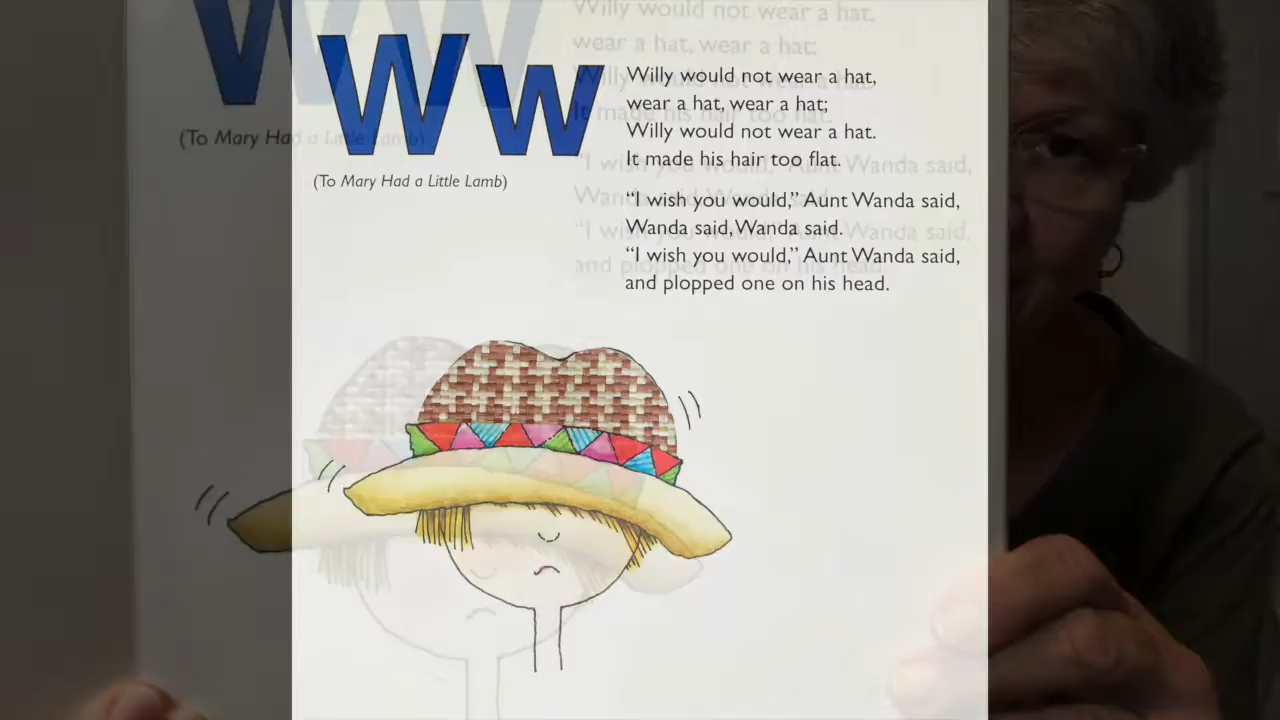 Ww
(To Mary Had a Little Lamb)
Willy would not wear a hat,
wear a hat, wear a hat;
Willy would not wear a hat.
It made his hair too flat.
“I wish you would,” Aunt Wanda said,
Wanda said, Wanda said.
“I wish you would,” Aunt Wanda said,
and plopped one on his head.